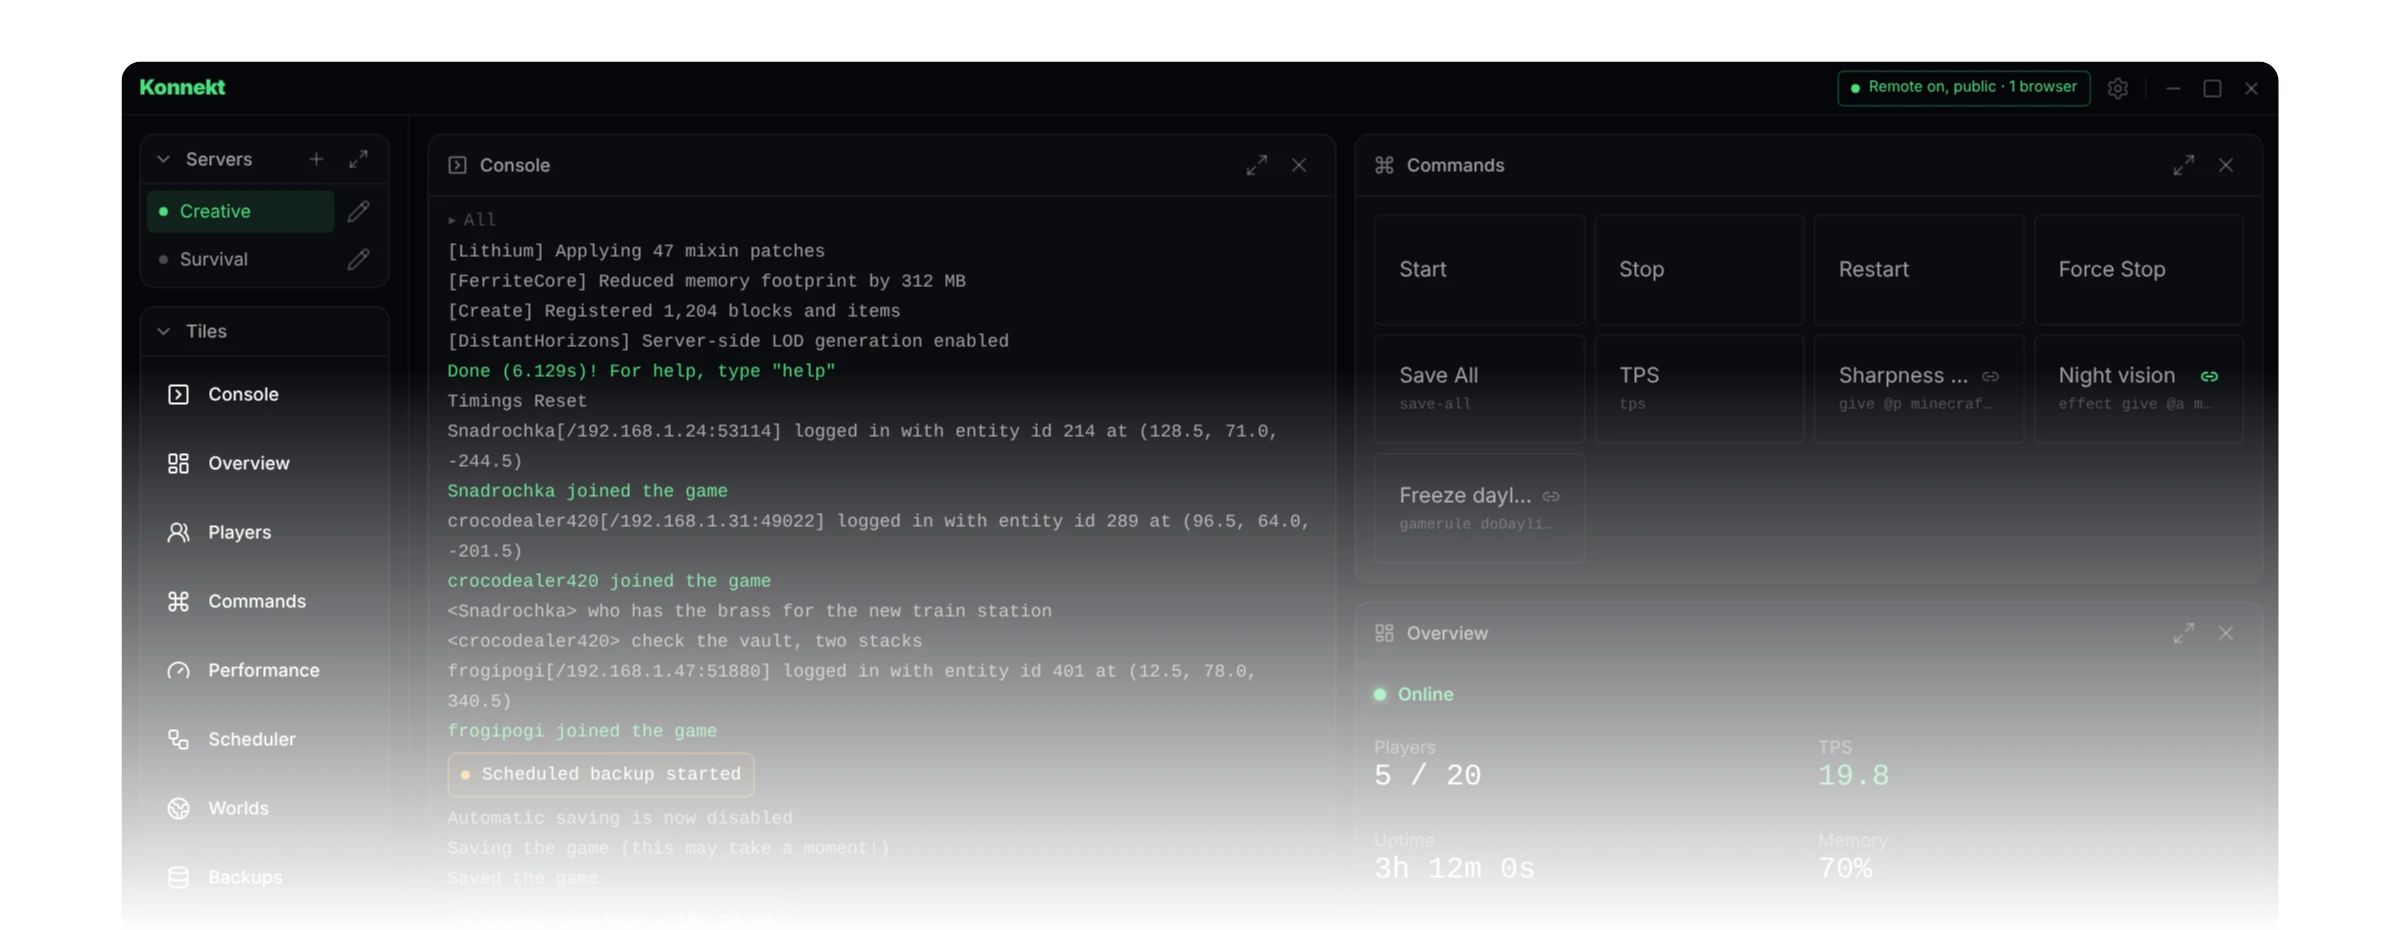 Konnekt
Remote on, public · 1 browser
Servers
Creative
Survival
Tiles
Console
Overview
Players
Commands
Performance
Scheduler
Worlds
Backups
Console
▸ All
[Lithium] Applying 47 mixin patches
[FerriteCore] Reduced memory footprint by 312 MB
[Create] Registered 1,204 blocks and items
[DistantHorizons] Server-side LOD generation enabled
Done (6.129s)! For help, type "help"
Timings Reset
Snadrochka[/192.168.1.24:53114] logged in with entity id 214 at (128.5, 71.0,
-244.5)
Snadrochka joined the game
crocodealer420[/192.168.1.31:49022] logged in with entity id 289 at (96.5, 64.0,
-201.5)
crocodealer420 joined the game
<Snadrochka> who has the brass for the new train station
<crocodealer420> check the vault, two stacks
frogipogi[/192.168.1.47:51880] logged in with entity id 401 at (12.5, 78.0,
340.5)
frogipogi joined the game
Scheduled backup started
Automatic saving is now disabled
Saving the game (this may take a moment!)
Saved the game
Commands
Start
Stop
Restart
Force Stop
Save All
save-all
TPS
tps
Sharpness ...
give @p minecraf…
Night vision
effect give @a m…
Freeze dayl...
gamerule doDayli…
Overview
Online
Players
5 / 20
TPS
19.8
Uptime
3h 12m 0s
Memory
70%